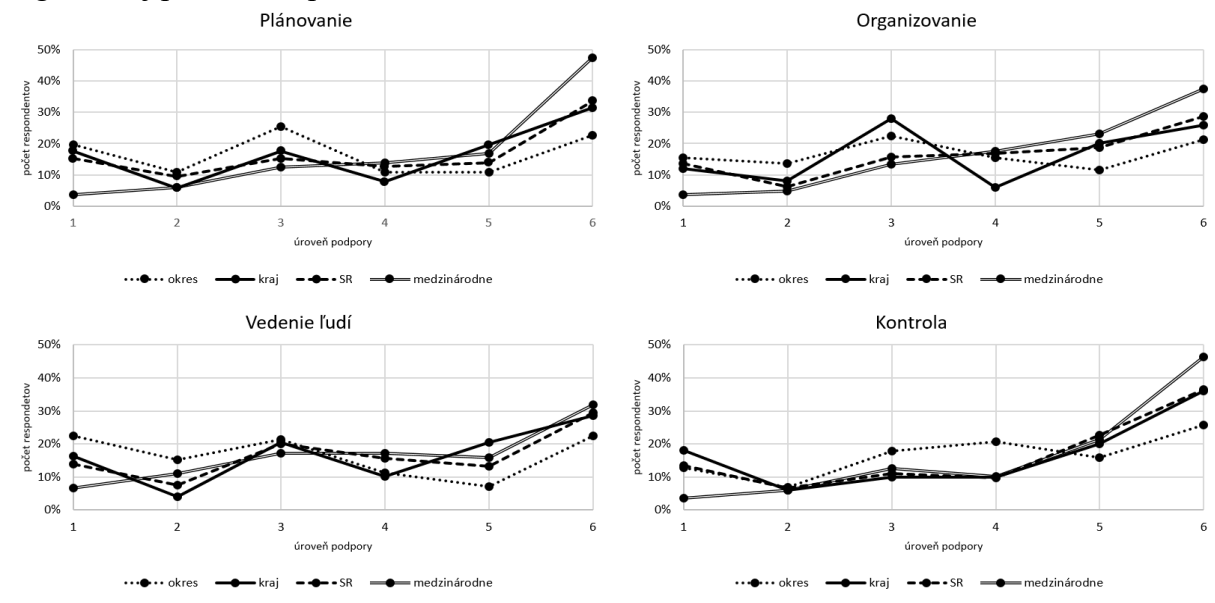 Plánovanie
50%
40%
30%
20%
10%
0%
počet respondentov
1 2 3 4 5 6
úroveň podpory
okres kraj SR medzinárodne
Organizovanie
50%
40%
30%
20%
10%
0%
počet respondentov
1 2 3 4 5 6
úroveň podpory
okres kraj SR medzinárodne
Vedenie ľudí
50%
40%
30%
20%
10%
0%
počet respondetov
1 2 3 4 5 6
úroveň podpory
okres kraj SR medzinárodne
Kontrola
50%
40%
30%
20%
10%
0%
počet respondentov
1 2 3 4 5 6
úroveň podpory
okres kraj SR medzinárodne